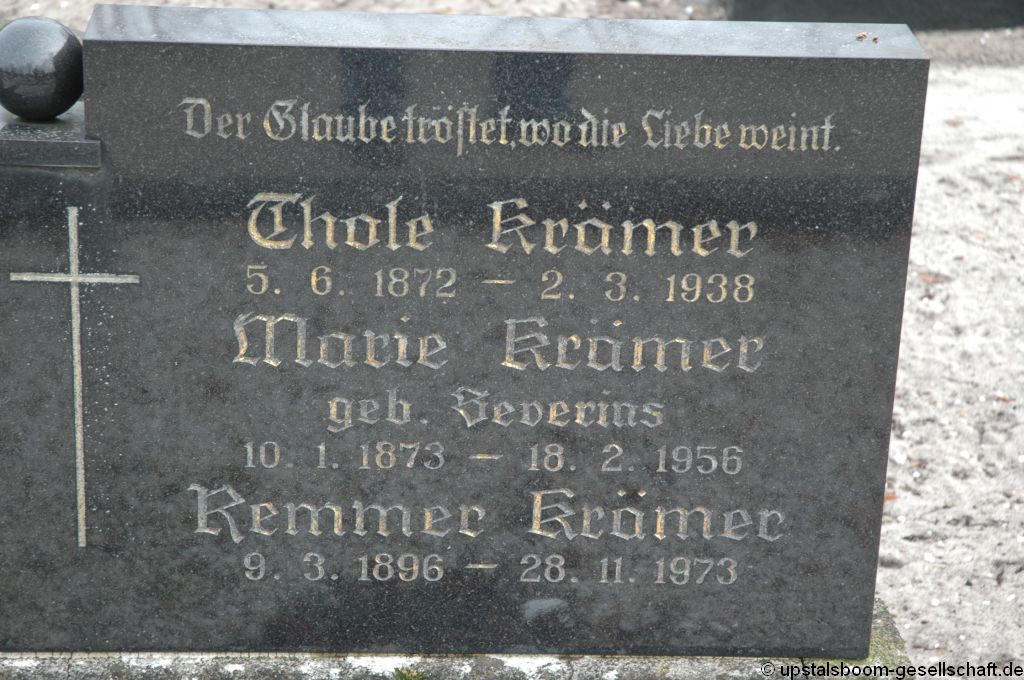 Der Glaube tröstet, wo die Liebe weint.
Thole Krämer
5. 6. 1872 – 2. 3. 1938
Marie Krämer
geb. Severins
10. 1. 1873 – 18. 2. 1956
Remmer Krämer
9. 3. 1896 – 28. 11. 1973
© upstalsboom-gesellschaft.de